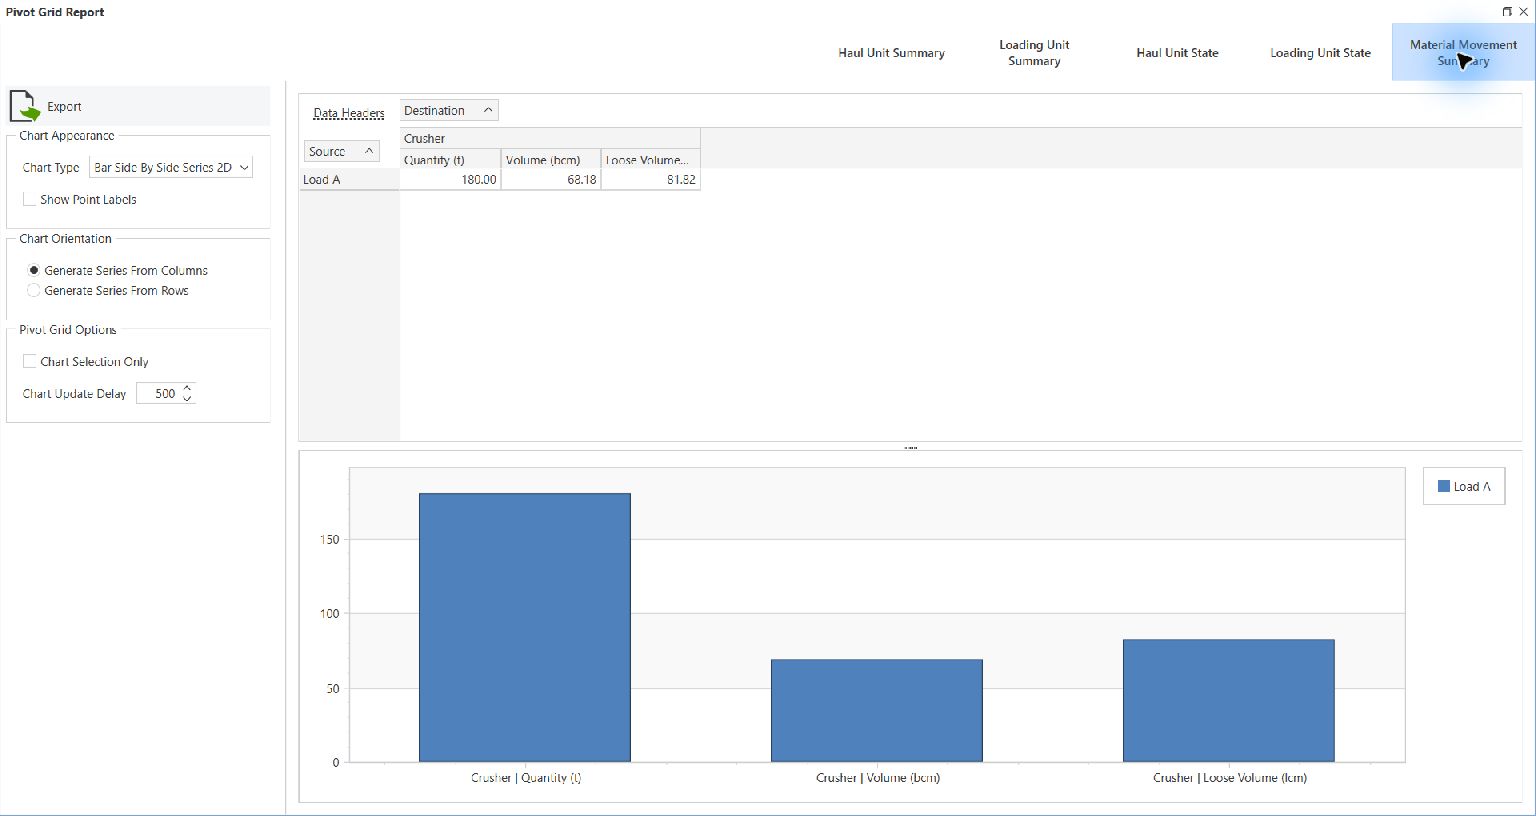 Pivot Grid Report
Haul Unit Summary
Loading Unit
Summary
Haul Unit State
Loading Unit State
Material Movement
Summary
Export
Chart Appearance
Chart Type
Bar Side By Side Series 2D
Show Point Labels
Chart Orientation
Generate Series From Columns
Generate Series From Rows
Pivot Grid Options
Chart Selection Only
Chart Update Delay
500
Data Headers
Destination
Source
Crusher
Quantity (t)
Volume (bcm)
Loose Volume...
Load A
180.00
68.18
81.82
150
100
50
0
Crusher | Quantity (t)
Crusher | Volume (bcm)
Crusher | Loose Volume (lcm)
Load A